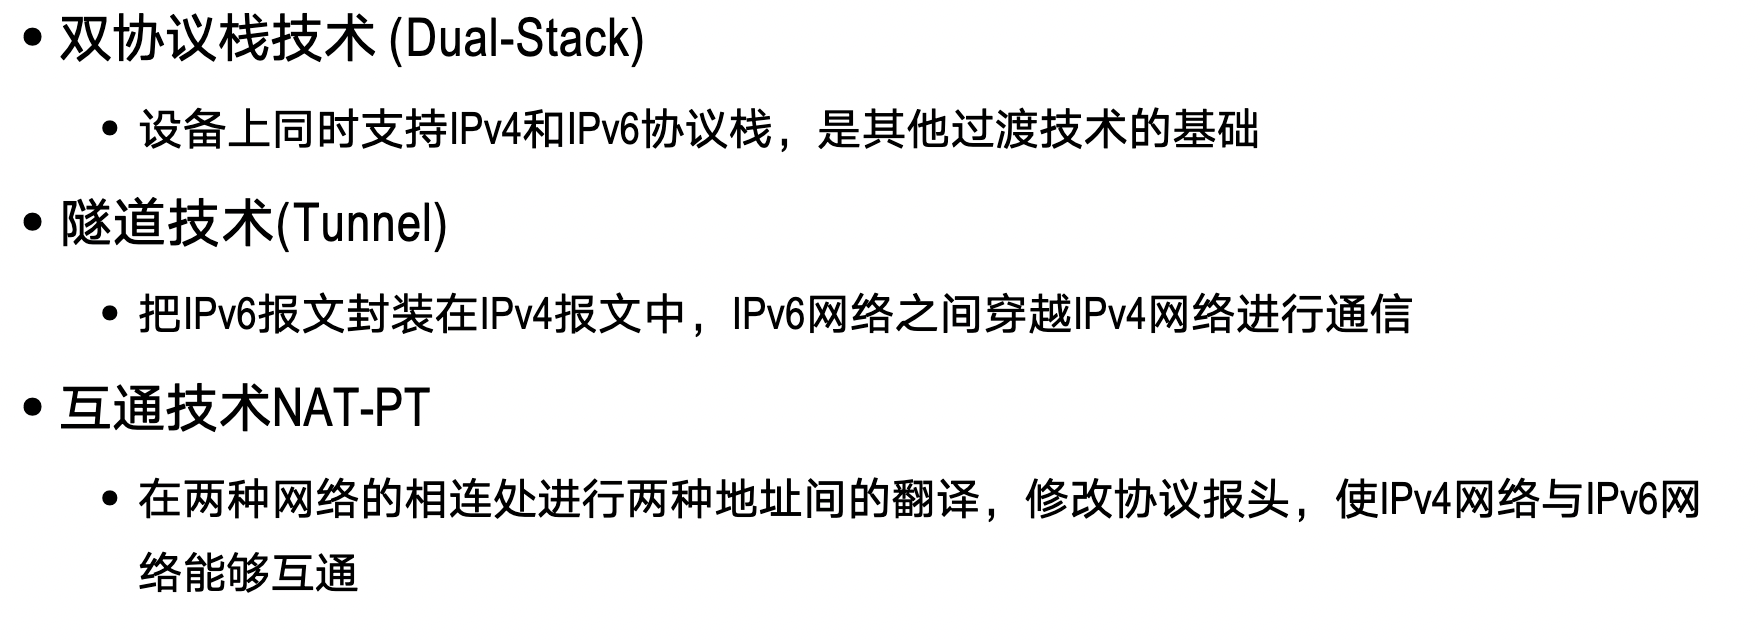 • 双协议栈技术 (Dual-Stack)
• 设备上同时支持IPv4和IPv6协议栈，是其他过渡技术的基础
• 隧道技术(Tunnel)
• 把IPv6报文封装在IPv4报文中，IPv6网络之间穿越IPv4网络进行通信
• 互通技术NAT-PT
• 在两种网络的相连处进行两种地址间的翻译，修改协议报头，使IPv4网络与IPv6网
络能够互通